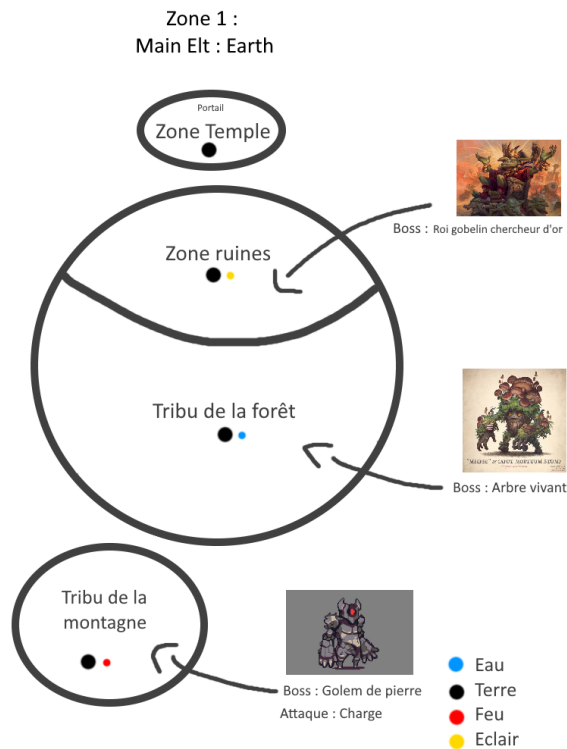 Zone 1 :
Main Elt : Earth
Portail
Zone Temple
Boss : Roi gobelin chercheur d'or
Zone ruines
Tribu de la forêt
Boss : Arbre vivant
Tribu de la
montagne
Boss : Golem de pierre
Attaque : Charge
Eau
Terre
Feu
Eclair